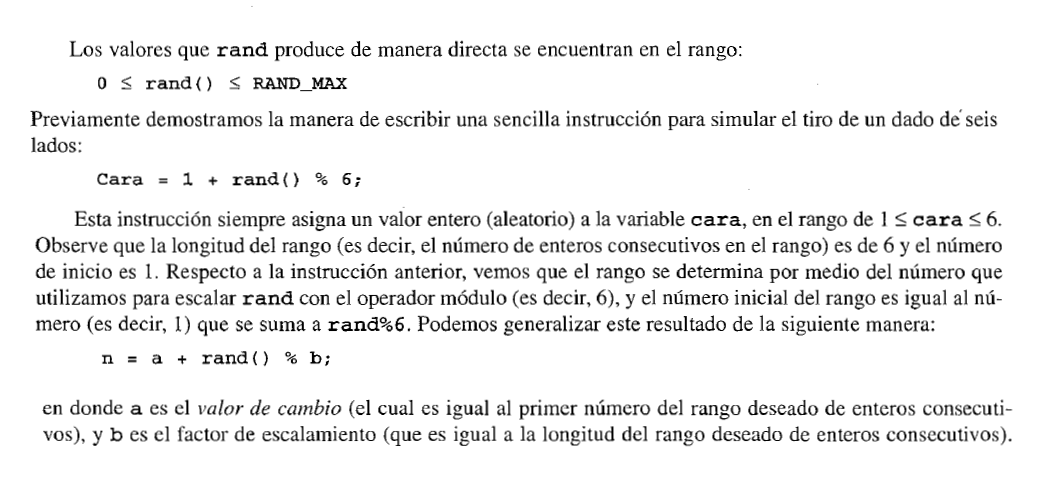 Los valores que rand produce de manera directa se encuentran en el rango:
0 ≤ rand() ≤ RAND_MAX
Previamente demostramos la manera de escribir una sencilla instrucción para simular el tiro de un dado de seis
lados:
Cara = 1 + rand() % 6;
Esta instrucción siempre asigna un valor entero (aleatorio) a la variable cara, en el rango de 1 ≤ cara ≤ 6.
Observe que la longitud del rango (es decir, el número de enteros consecutivos en el rango) es de 6 y el número
de inicio es 1. Respecto a la instrucción anterior, vemos que el rango se determina por medio del número que
utilizamos para escalar rand con el operador módulo (es decir, 6), y el número inicial del rango es igual al nú-
mero (es decir, 1) que se suma a rand%6. Podemos generalizar este resultado de la siguiente manera:
n = a + rand() % b;
en donde a es el valor de cambio (el cual es igual al primer número del rango deseado de enteros consecuti-
vos), y b es el factor de escalamiento (que es igual a la longitud del rango deseado de enteros consecutivos).